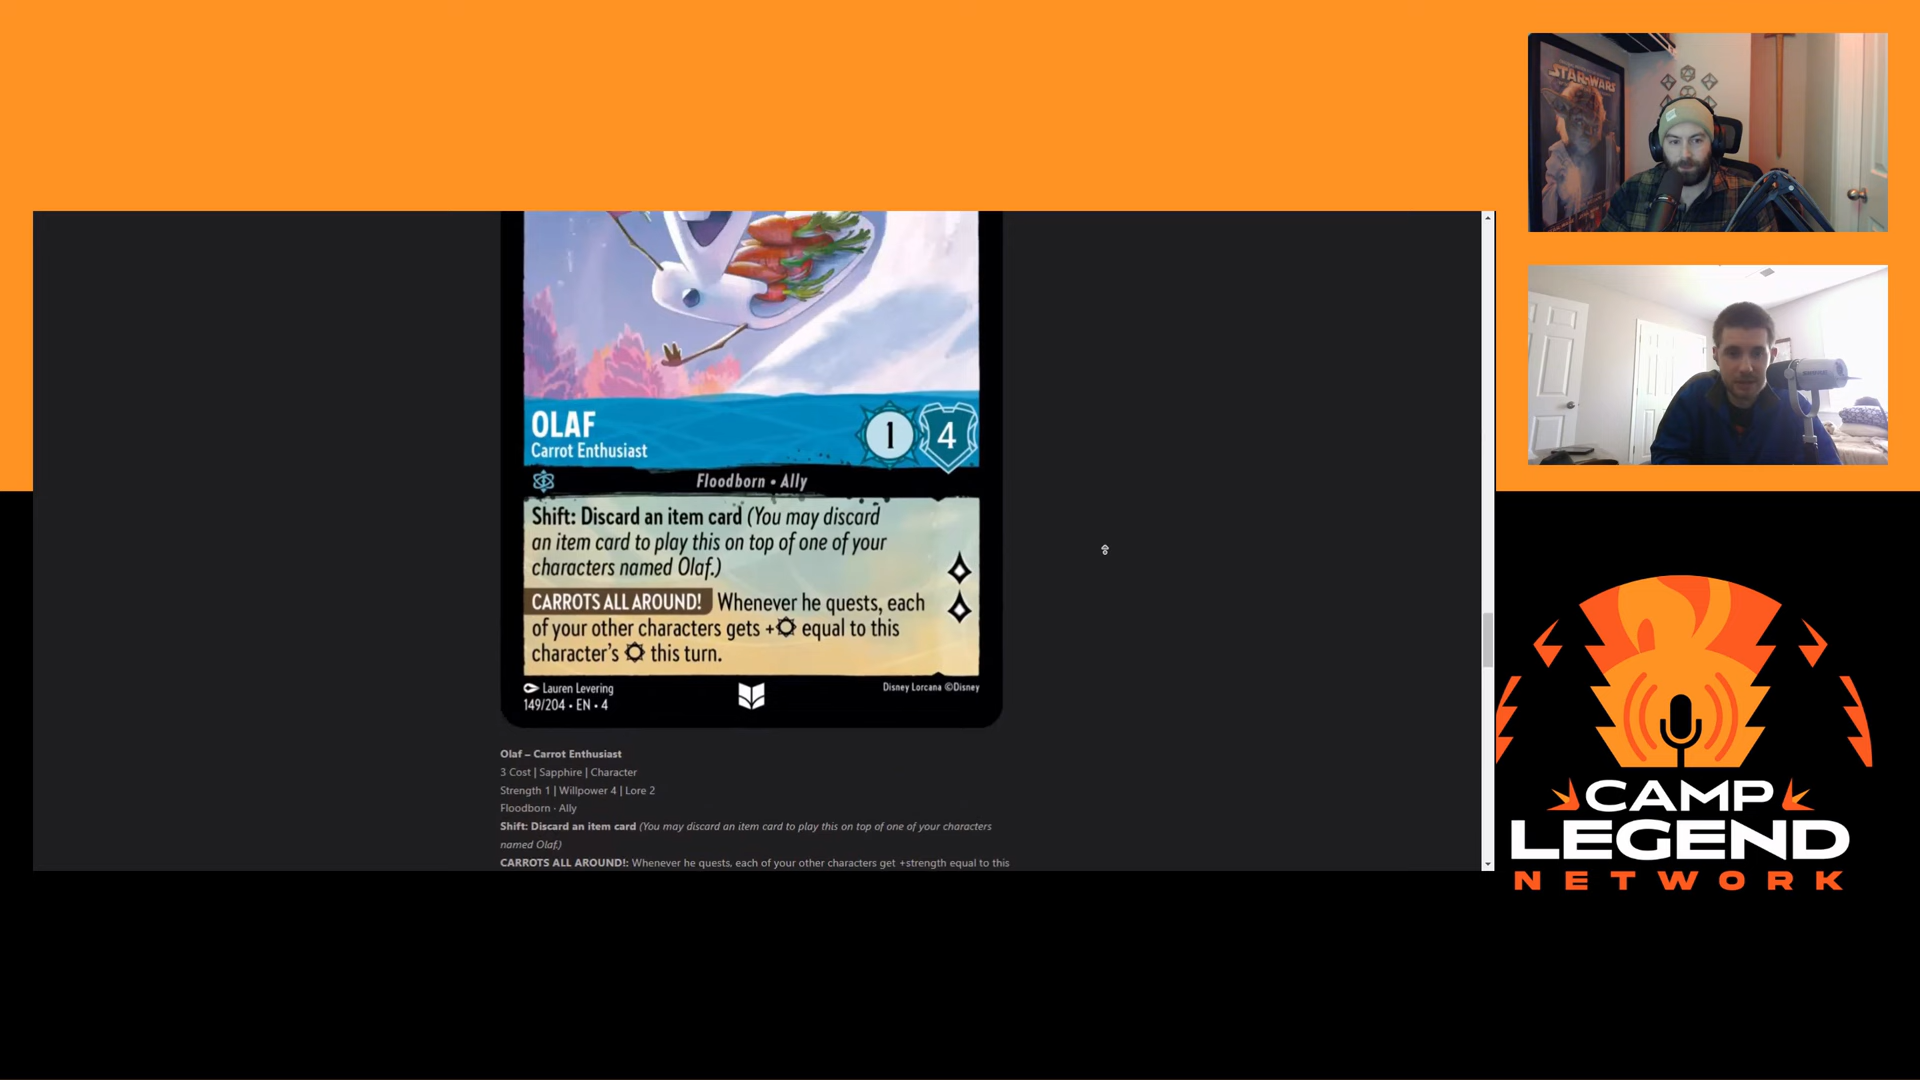 STAR WARS
OLAF
Carrot Enthusiast
1
4
Floodborn • Ally
Shift: Discard an item card (You may discard
an item card to play this on top of one of your
characters named Olaf.)
CARROTS ALL AROUND! Whenever he quests, each
of your other characters gets + equal to this
character's this turn.
Lauren Levering
149/204 • EN • 4
Disney Lorcana ©Disney
Olaf – Carrot Enthusiast
3 Cost | Sapphire | Character
Strength 1 | Willpower 4 | Lore 2
Floodborn · Ally
Shift: Discard an item card (You may discard an item card to play this on top of one of your characters
named Olaf.)
CARROTS ALL AROUND!: Whenever he quests, each of your other characters get +strength equal to this
CAMP
LEGEND
NETWORK